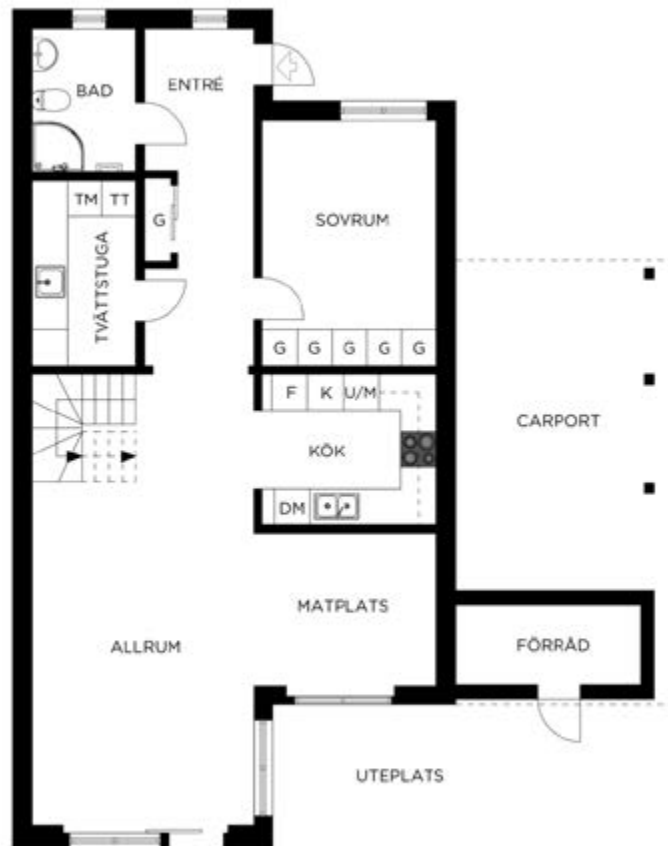 BAD
ENTRÉ
TM TT
G
SOVRUM
TVÄTTSTUGA
G G G G G
F K U/M
KÖK
CARPORT
DM
MATPLATS
ALLRUM
FÖRRÅD
UTEPLATS